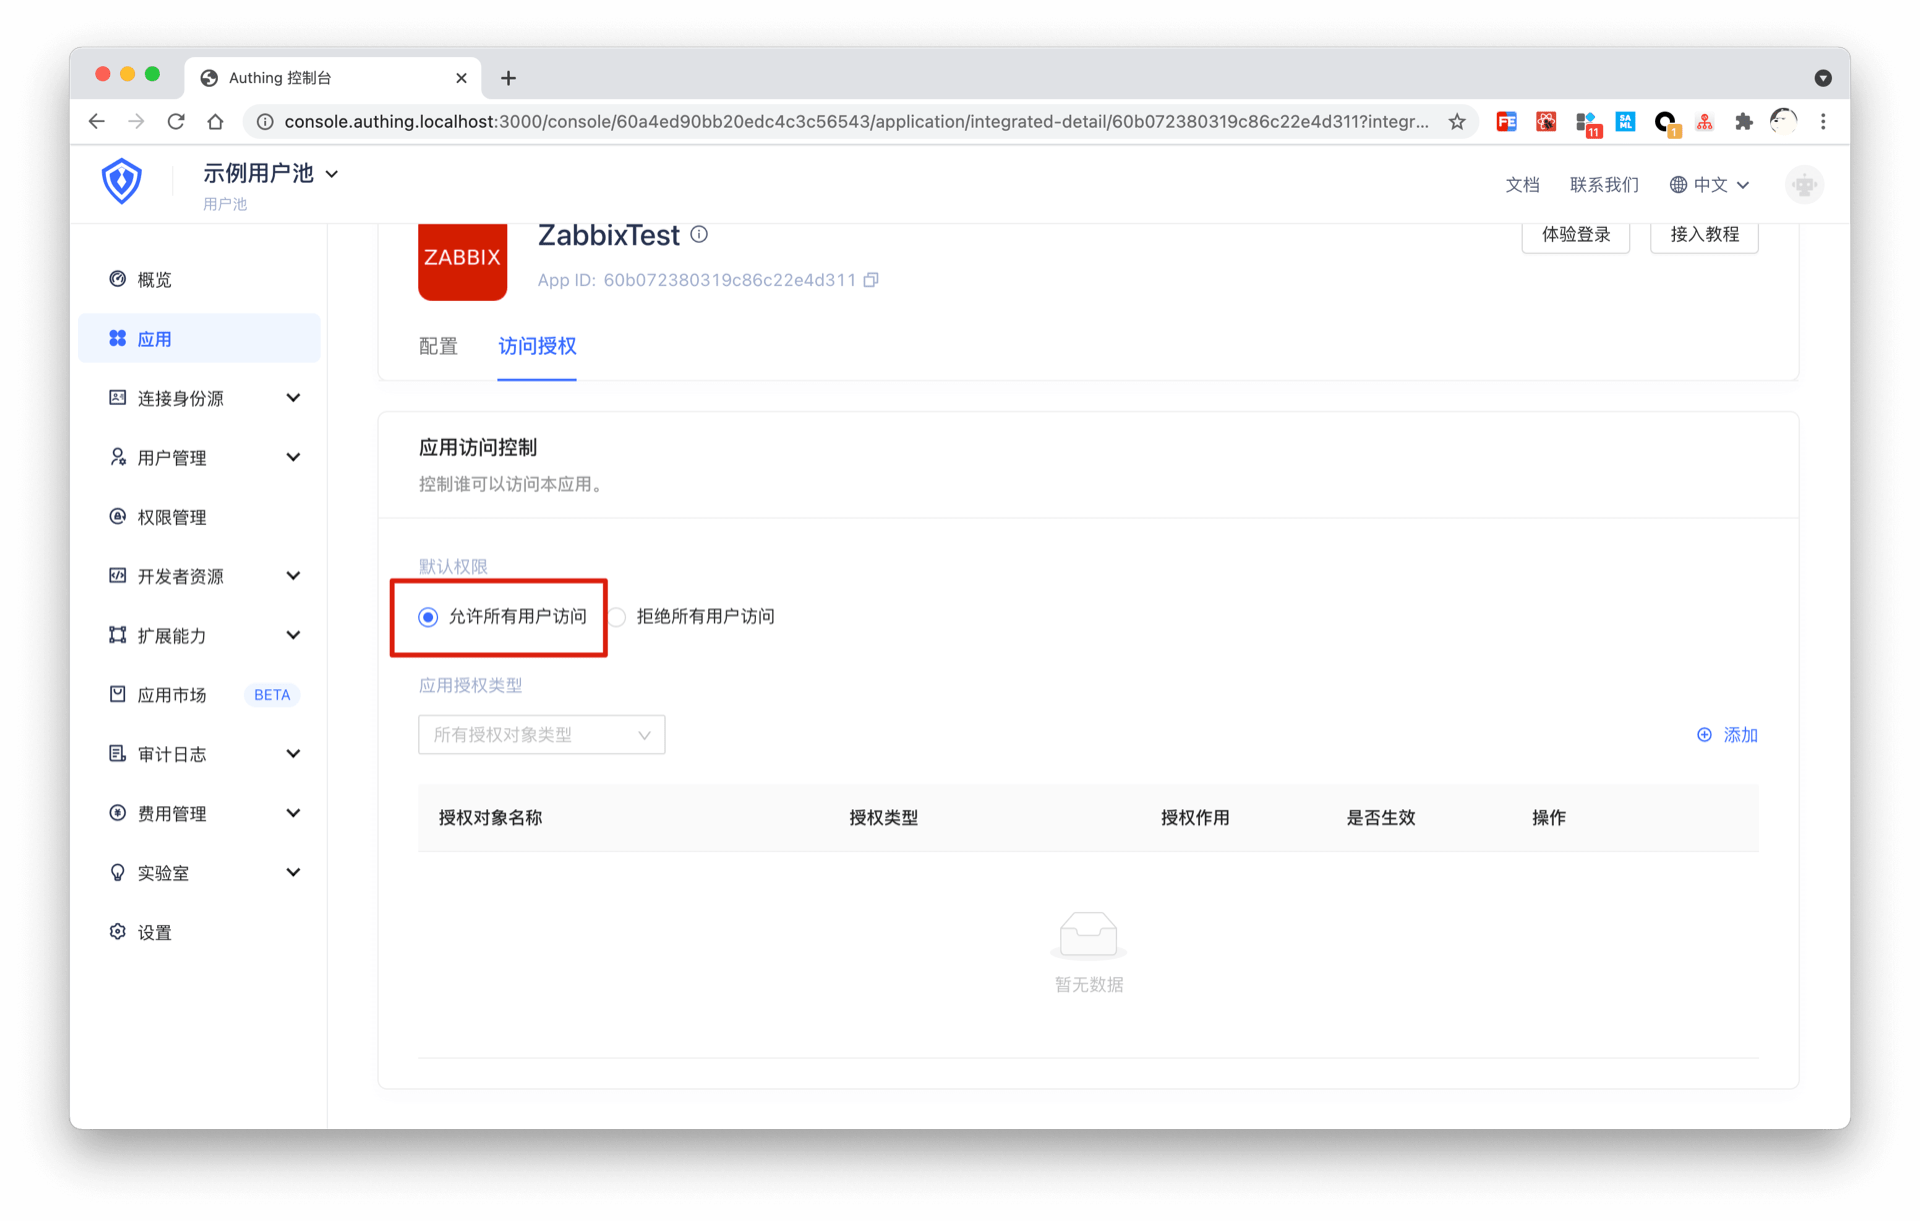 Authing 控制台
console.authing.localhost:3000/console/60a4ed90bb20edc4c3c56543/application/integrated-detail/60b072380319c86c22e4d311?integr...
FE
11
SA
ML
1
示例用户池
用户池
文档
联系我们
中文
概览
应用
连接身份源
用户管理
权限管理
开发者资源
扩展能力
应用市场
BETA
审计日志
费用管理
实验室
设置
ZABBIX
ZabbixTest
App ID: 60b072380319c86c22e4d311
体验登录
接入教程
配置
访问授权
应用访问控制
控制谁可以访问本应用。
默认权限
允许所有用户访问
拒绝所有用户访问
应用授权类型
所有授权对象类型
添加
授权对象名称 授权类型 授权作用 是否生效 操作
暂无数据